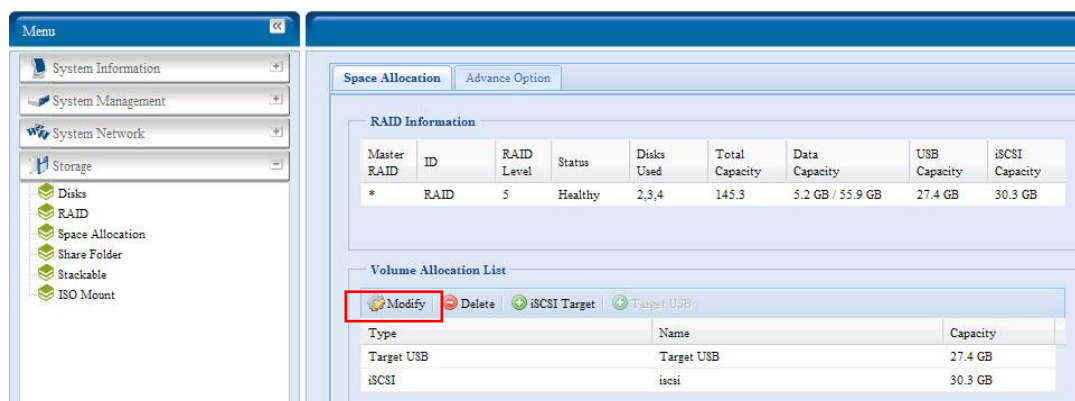 Menu
System Information
System Management
System Network
Storage
Disks
RAID
Space Allocation
Share Folder
Stackable
ISO Mount
Space Allocation Advance Option
RAID Information
Master RAID ID RAID Level Status Disks Used Total Capacity Data Capacity USB Capacity iSCSI Capacity
* RAID 5 Healthy 2,3,4 145.3 5.2 GB / 55.9 GB 27.4 GB 30.3 GB
Volume Allocation List
Modify Delete iSCSI Target Target USB
Type Name Capacity
Target USB Target USB 27.4 GB
iSCSI iscsi 30.3 GB